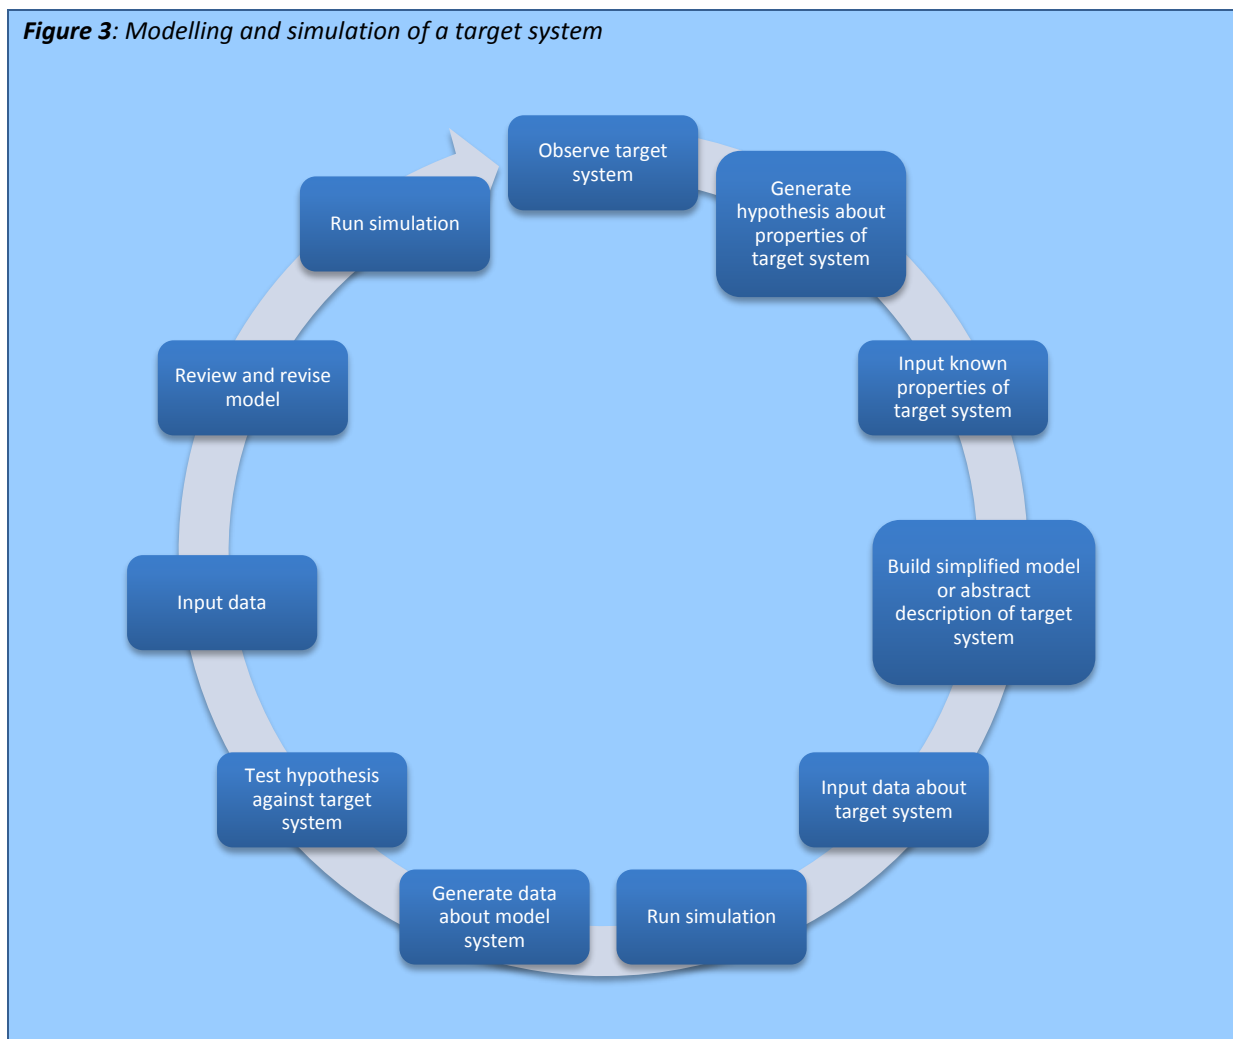 Figure 3: Modelling and simulation of a target system
Observe target
system
Generate
hypothesis about
properties of
target system
Input known
properties of
target system
Build simplified model
or abstract
description of target
system
Input data about
target system
Run simulation
Generate data
about model
system
Test hypothesis
against target
system
Input data
Review and revise
model
Run simulation